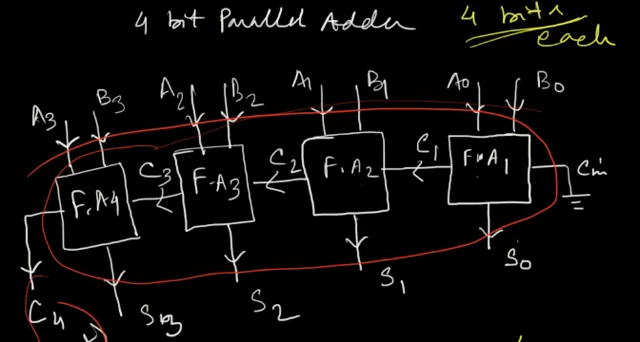 4 bit Parallel Adder
4 bits
each
A3 B3 A2 B2 A1 B1 A0 B0
F.A4 C3 F.A3 C2 F.A2 C1 F.A1 Cin
C4 S3 S2 S1 S0